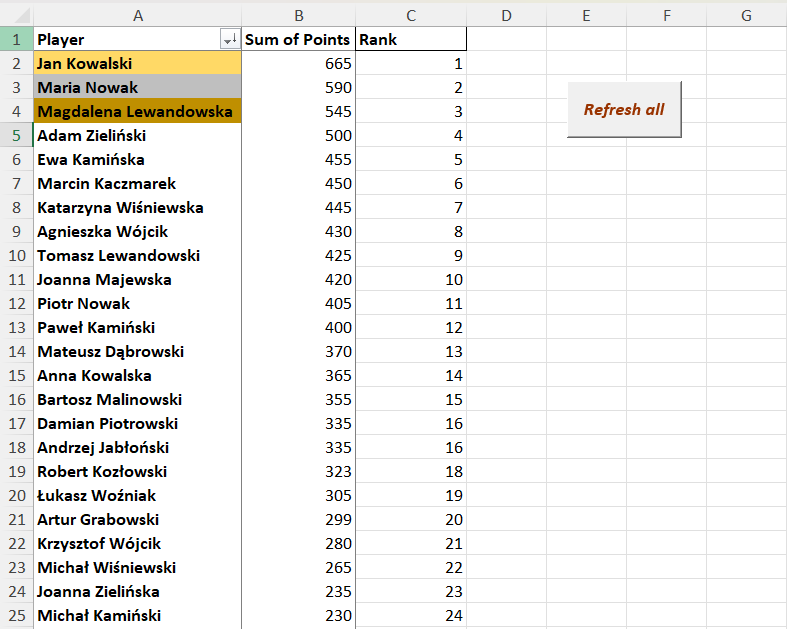 A B C D E F G
1 Player Sum of Points Rank
2 Jan Kowalski 665 1
3 Maria Nowak 590 2
Refresh all
4 Magdalena Lewandowska 545 3
5 Adam Zieliński 500 4
6 Ewa Kamińska 455 5
7 Marcin Kaczmarek 450 6
8 Katarzyna Wiśniewska 445 7
9 Agnieszka Wójcik 430 8
10 Tomasz Lewandowski 425 9
11 Joanna Majewska 420 10
12 Piotr Nowak 405 11
13 Paweł Kamiński 400 12
14 Mateusz Dąbrowski 370 13
15 Anna Kowalska 365 14
16 Bartosz Malinowski 355 15
17 Damian Piotrowski 335 16
18 Andrzej Jabłoński 335 16
19 Robert Kozłowski 323 18
20 Łukasz Woźniak 305 19
21 Artur Grabowski 299 20
22 Krzysztof Wójcik 280 21
23 Michał Wiśniewski 265 22
24 Joanna Zielińska 235 23
25 Michał Kamiński 230 24